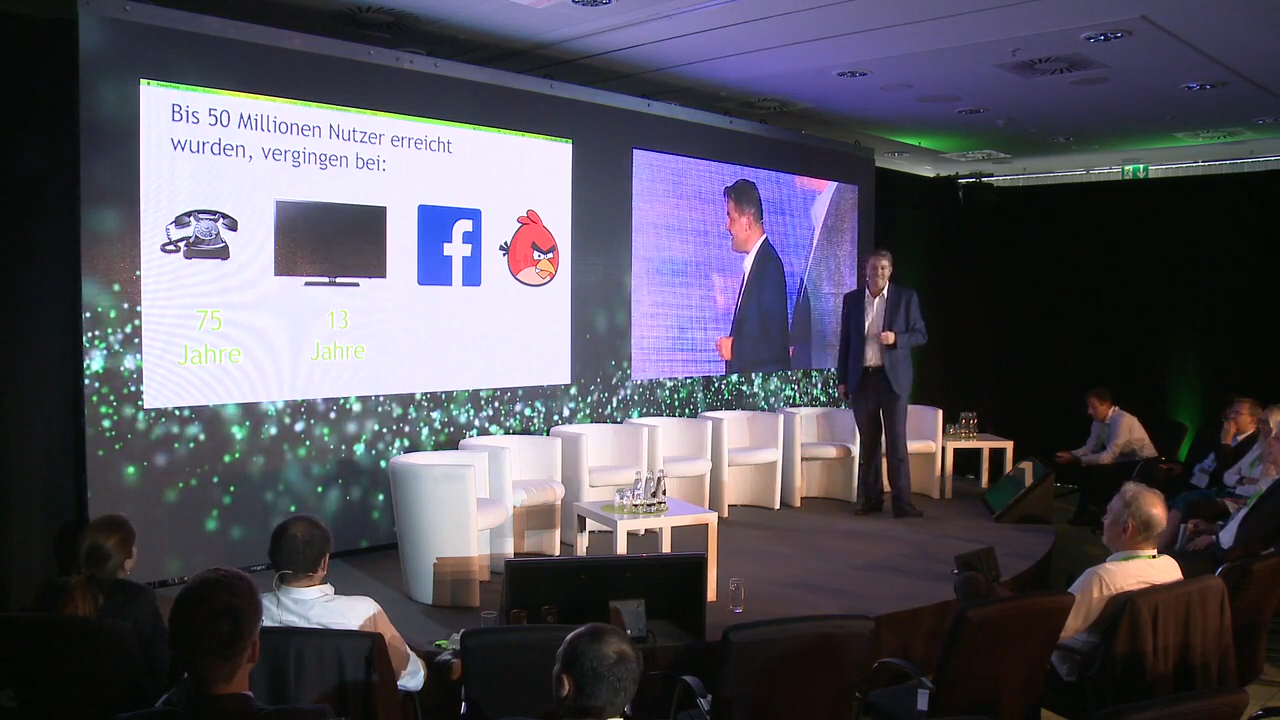 Bis 50 Millionen Nutzer erreicht
wurden, vergingen bei:
f
75
Jahre
13
Jahre